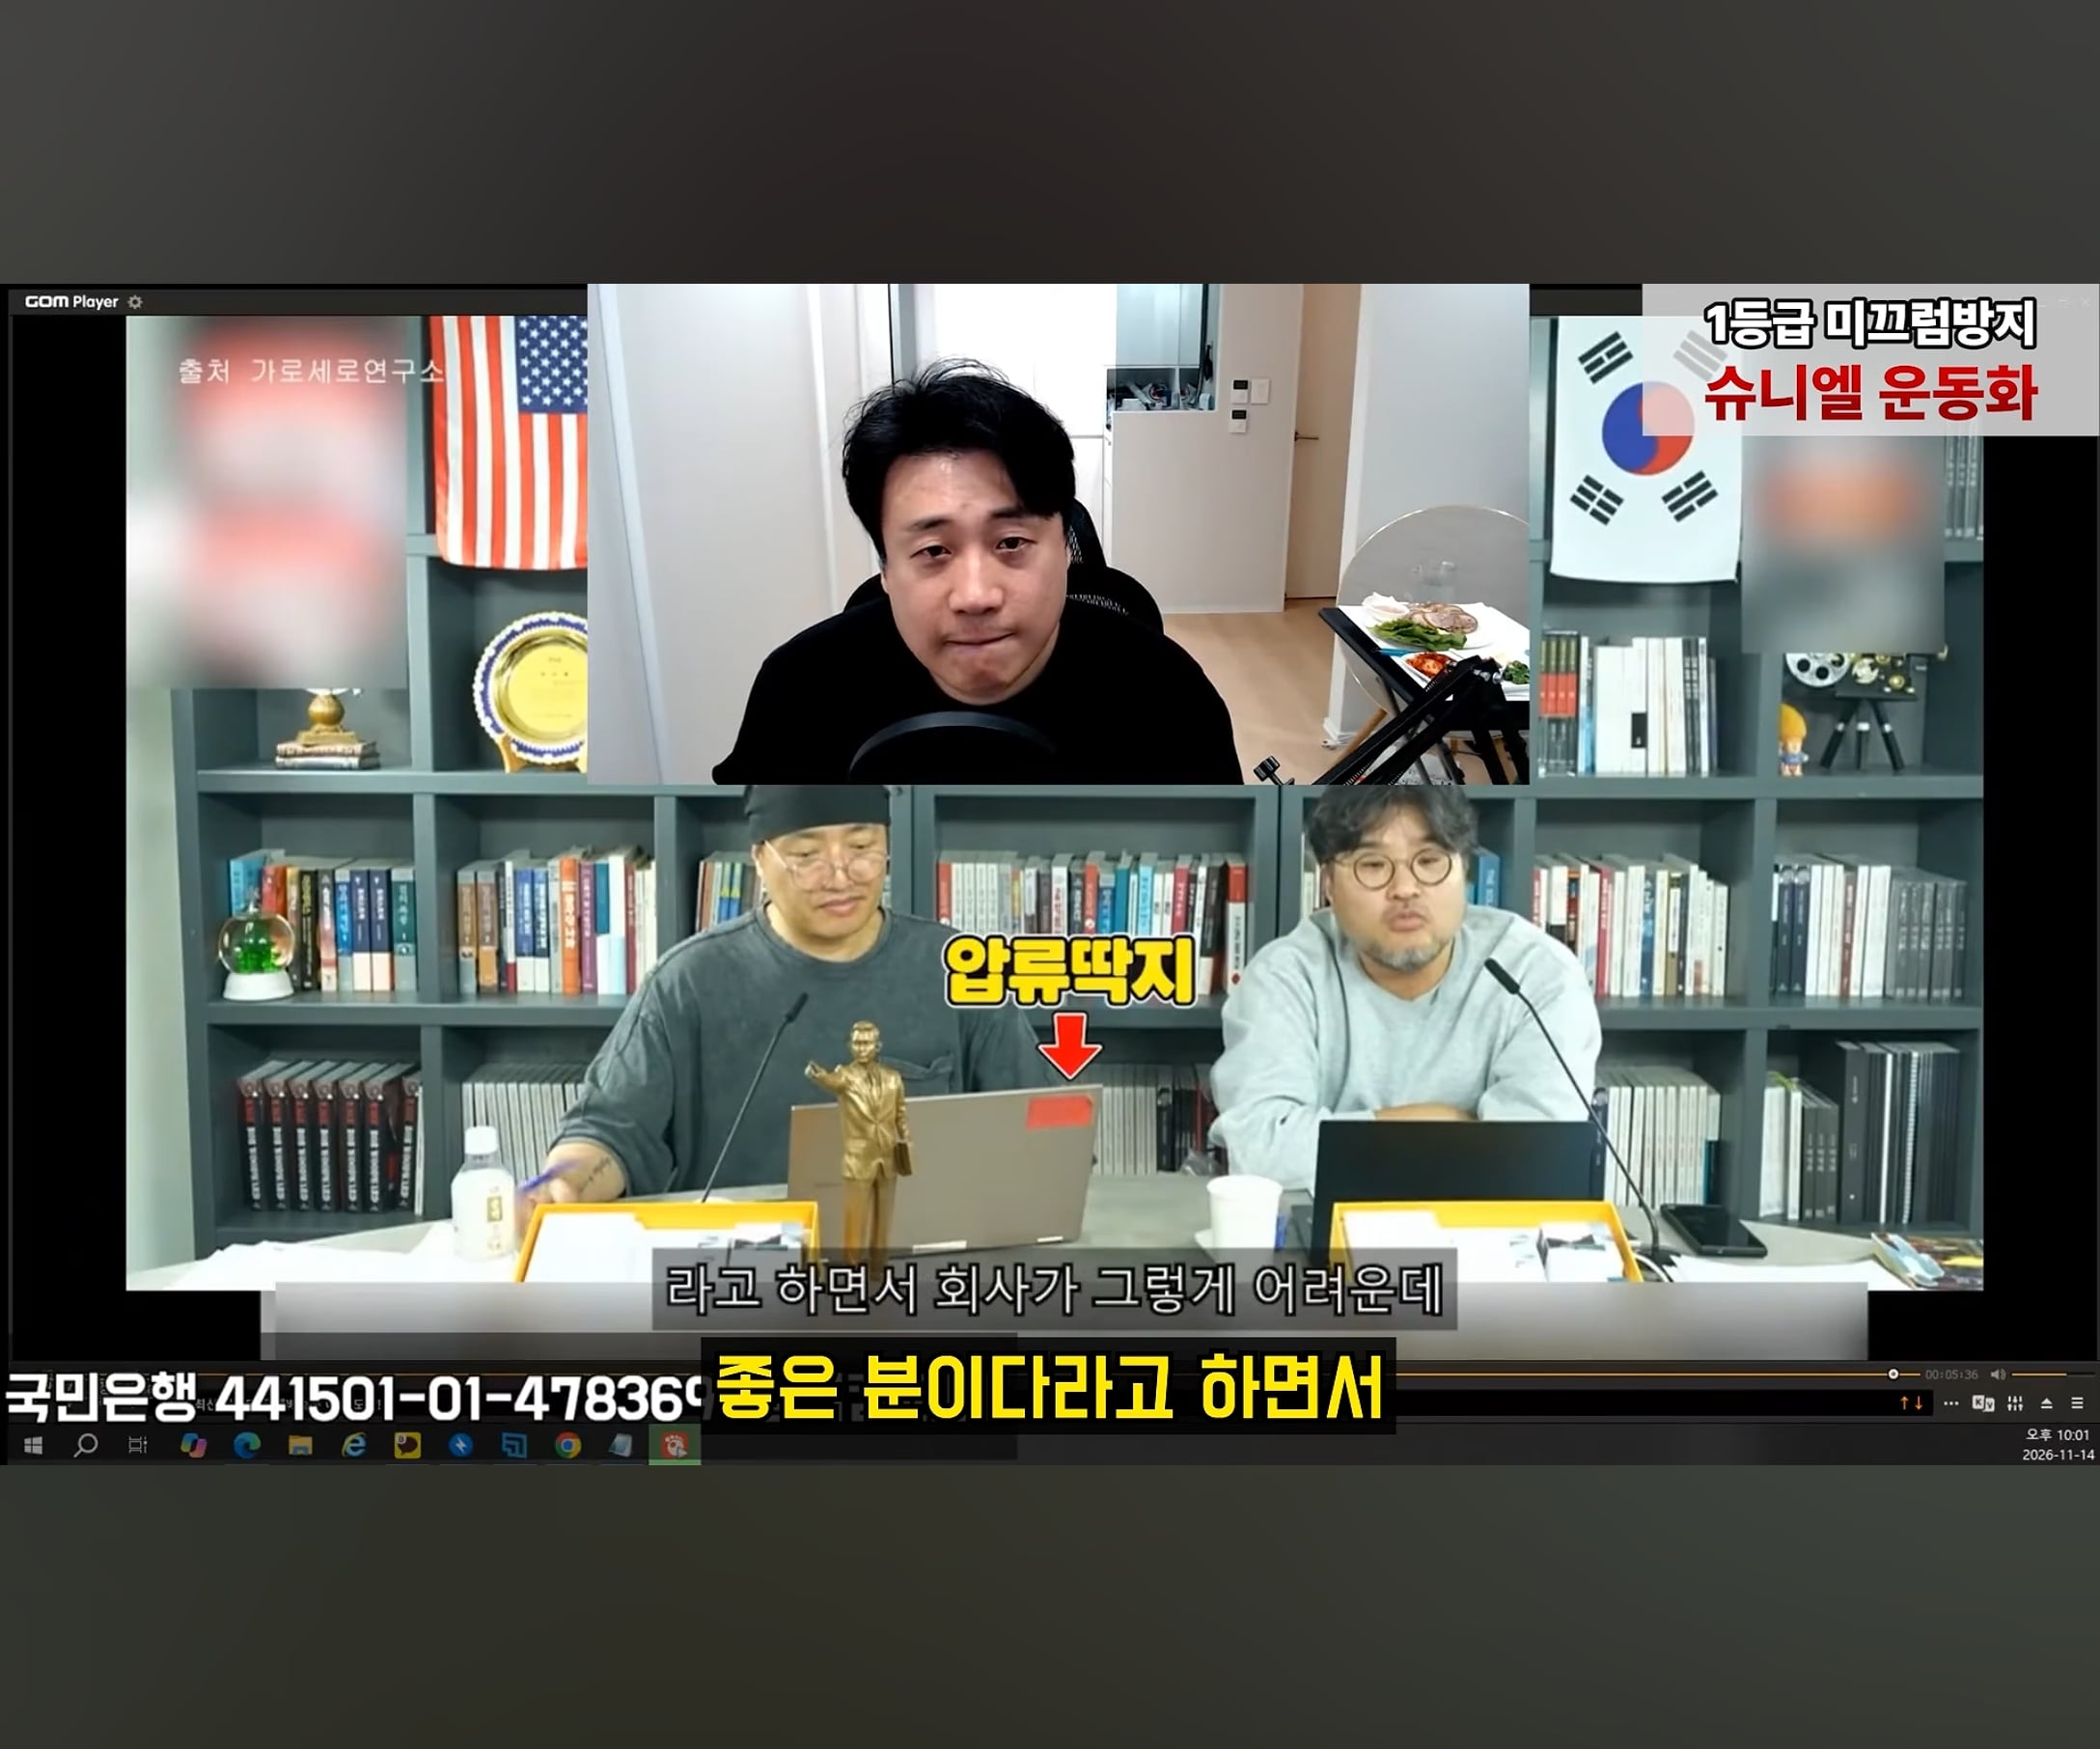 GOM Player
1등급 미끄럼방지
슈니엘 운동화
출처 가로세로연구소
압류딱지
라고 하면서 회사가 그렇게 어려운데
좋은 분이다라고 하면서
국민은행 441501-01-478369
00:05:36
오후 10:01
2026-11-14